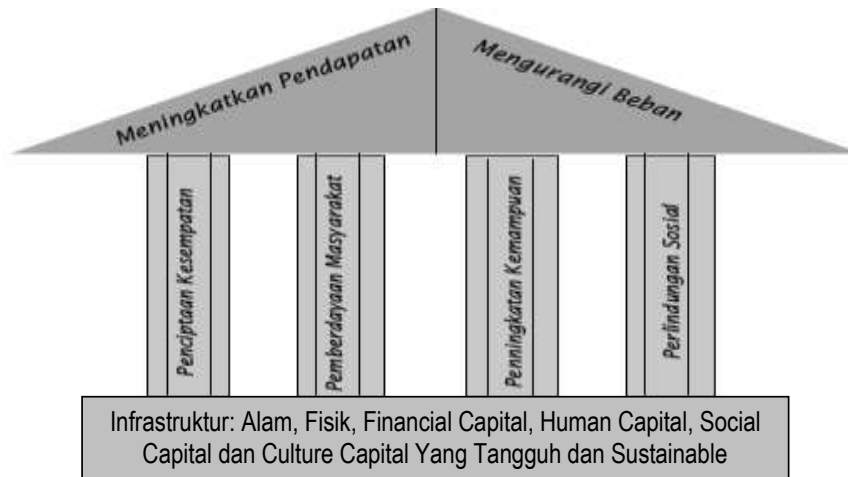 Meningkatkan Pendapatan
Mengurangi Beban
Penciptaan Kesempatan
Pemberdayaan Masyarakat
Penningkatan Kemampuan
Perlindungan Sosial
Infrastruktur: Alam, Fisik, Financial Capital, Human Capital, Social
Capital dan Culture Capital Yang Tangguh dan Sustainable